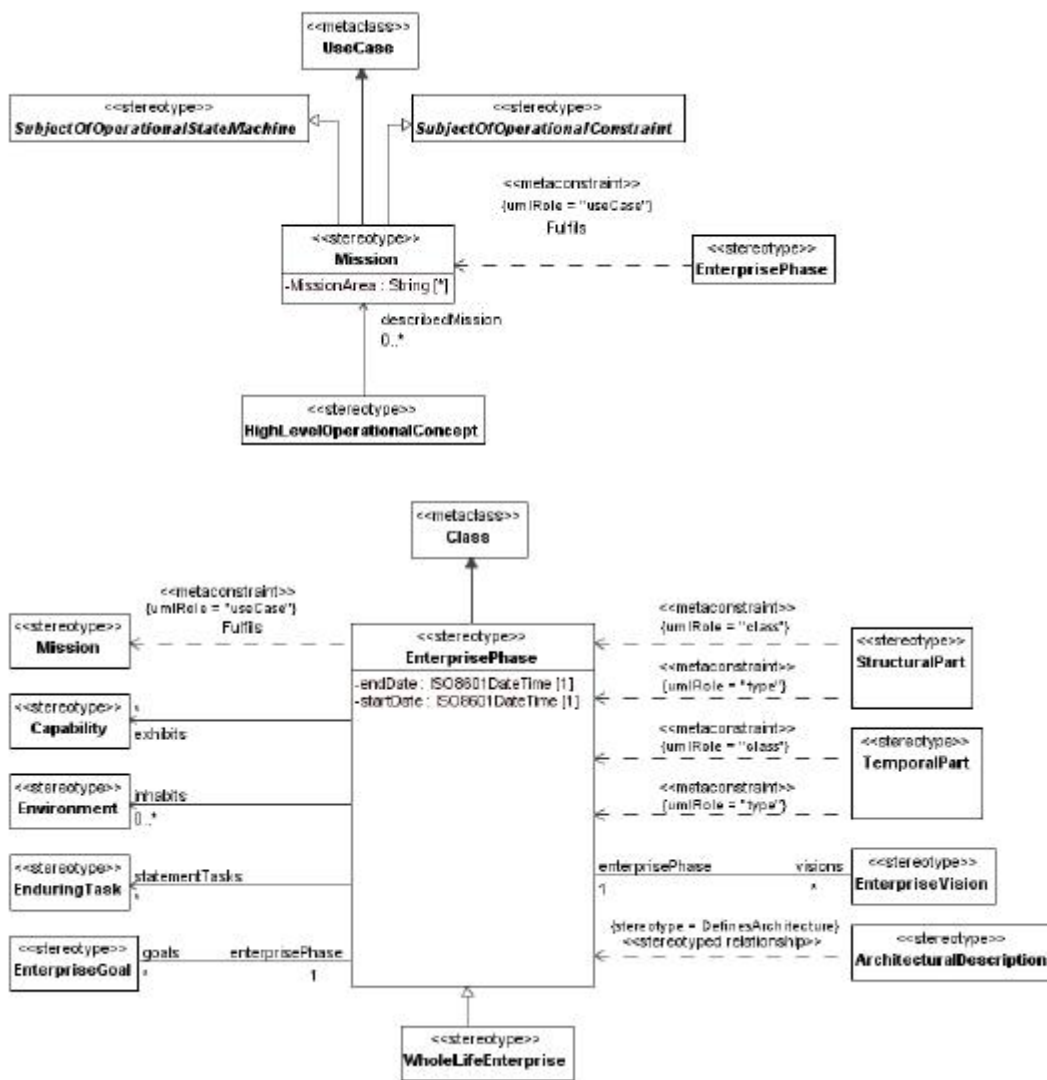 <<metaclass>>
UseCase
<<stereotype>>
SubjectOfOperationalStateMachine
<<stereotype>>
SubjectOfOperationalConstraint
<<metaconstraint>>
{umlRole = "useCase"}
Fulfils
<<stereotype>>
Mission
-MissionArea : String [*]
<<stereotype>>
EnterprisePhase
describedMission
0..*
<<stereotype>>
HighLevelOperationalConcept
<<metaclass>>
Class
<<metaconstraint>>
{umlRole = "useCase"}
Fulfils
<<stereotype>>
Mission
<<stereotype>>
EnterprisePhase
-endDate : ISO8601DateTime [1]
-startDate : ISO8601DateTime [1]
<<metaconstraint>>
{umlRole = "class"}
<<metaconstraint>>
{umlRole = "type"}
<<stereotype>>
StructuralPart
<<stereotype>>
Capability
*
exhibits
<<metaconstraint>>
{umlRole = "class"}
<<metaconstraint>>
{umlRole = "type"}
<<stereotype>>
TemporalPart
<<stereotype>>
Environment
inhabits
0..*
<<stereotype>>
EnduringTask
statementTasks
*
enterprisePhase
1
visions
*
<<stereotype>>
EnterpriseVision
<<stereotype>>
EnterpriseGoal
goals
*
enterprisePhase
1
{stereotype = DefinesArchitecture}
<<stereotyped relationship>>
<<stereotype>>
ArchitecturalDescription
<<stereotype>>
WholeLifeEnterprise